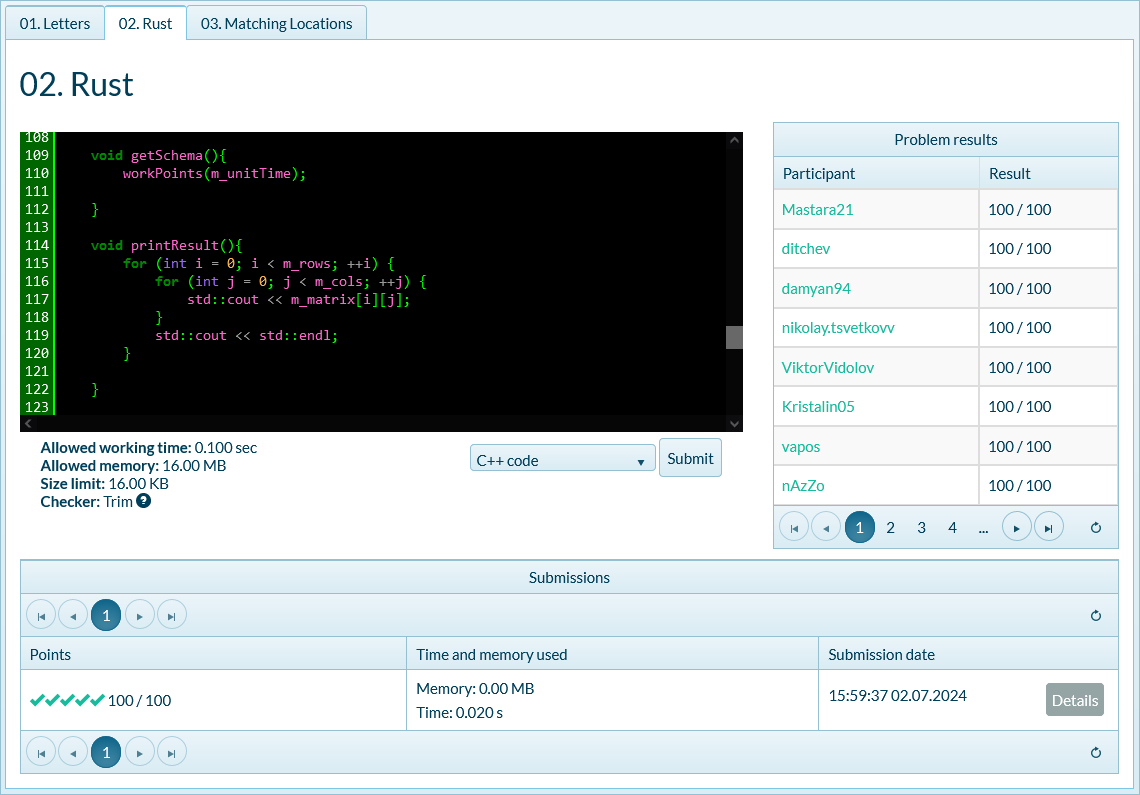 01. Letters 02. Rust 03. Matching Locations
02. Rust
108
109 void getSchema(){
110 workPoints(m_unitTime);
111
112 }
113
114 void printResult(){
115 for (int i = 0; i < m_rows; ++i) {
116 for (int j = 0; j < m_cols; ++j) {
117 std::cout << m_matrix[i][j];
118 }
119 std::cout << std::endl;
120 }
121
122 }
123
Allowed working time: 0.100 sec
Allowed memory: 16.00 MB
Size limit: 16.00 KB
Checker: Trim ?
C++ code Submit
Problem results
Participant Result
Mastara21 100 / 100
ditchev 100 / 100
damyan94 100 / 100
nikolay.tsvetkovv 100 / 100
ViktorVidolov 100 / 100
Kristalin05 100 / 100
vapos 100 / 100
nAzZo 100 / 100
1 2 3 4 ...
Submissions
1
Points Time and memory used Submission date
100 / 100 Memory: 0.00 MB 15:59:37 02.07.2024 Details
Time: 0.020 s
1